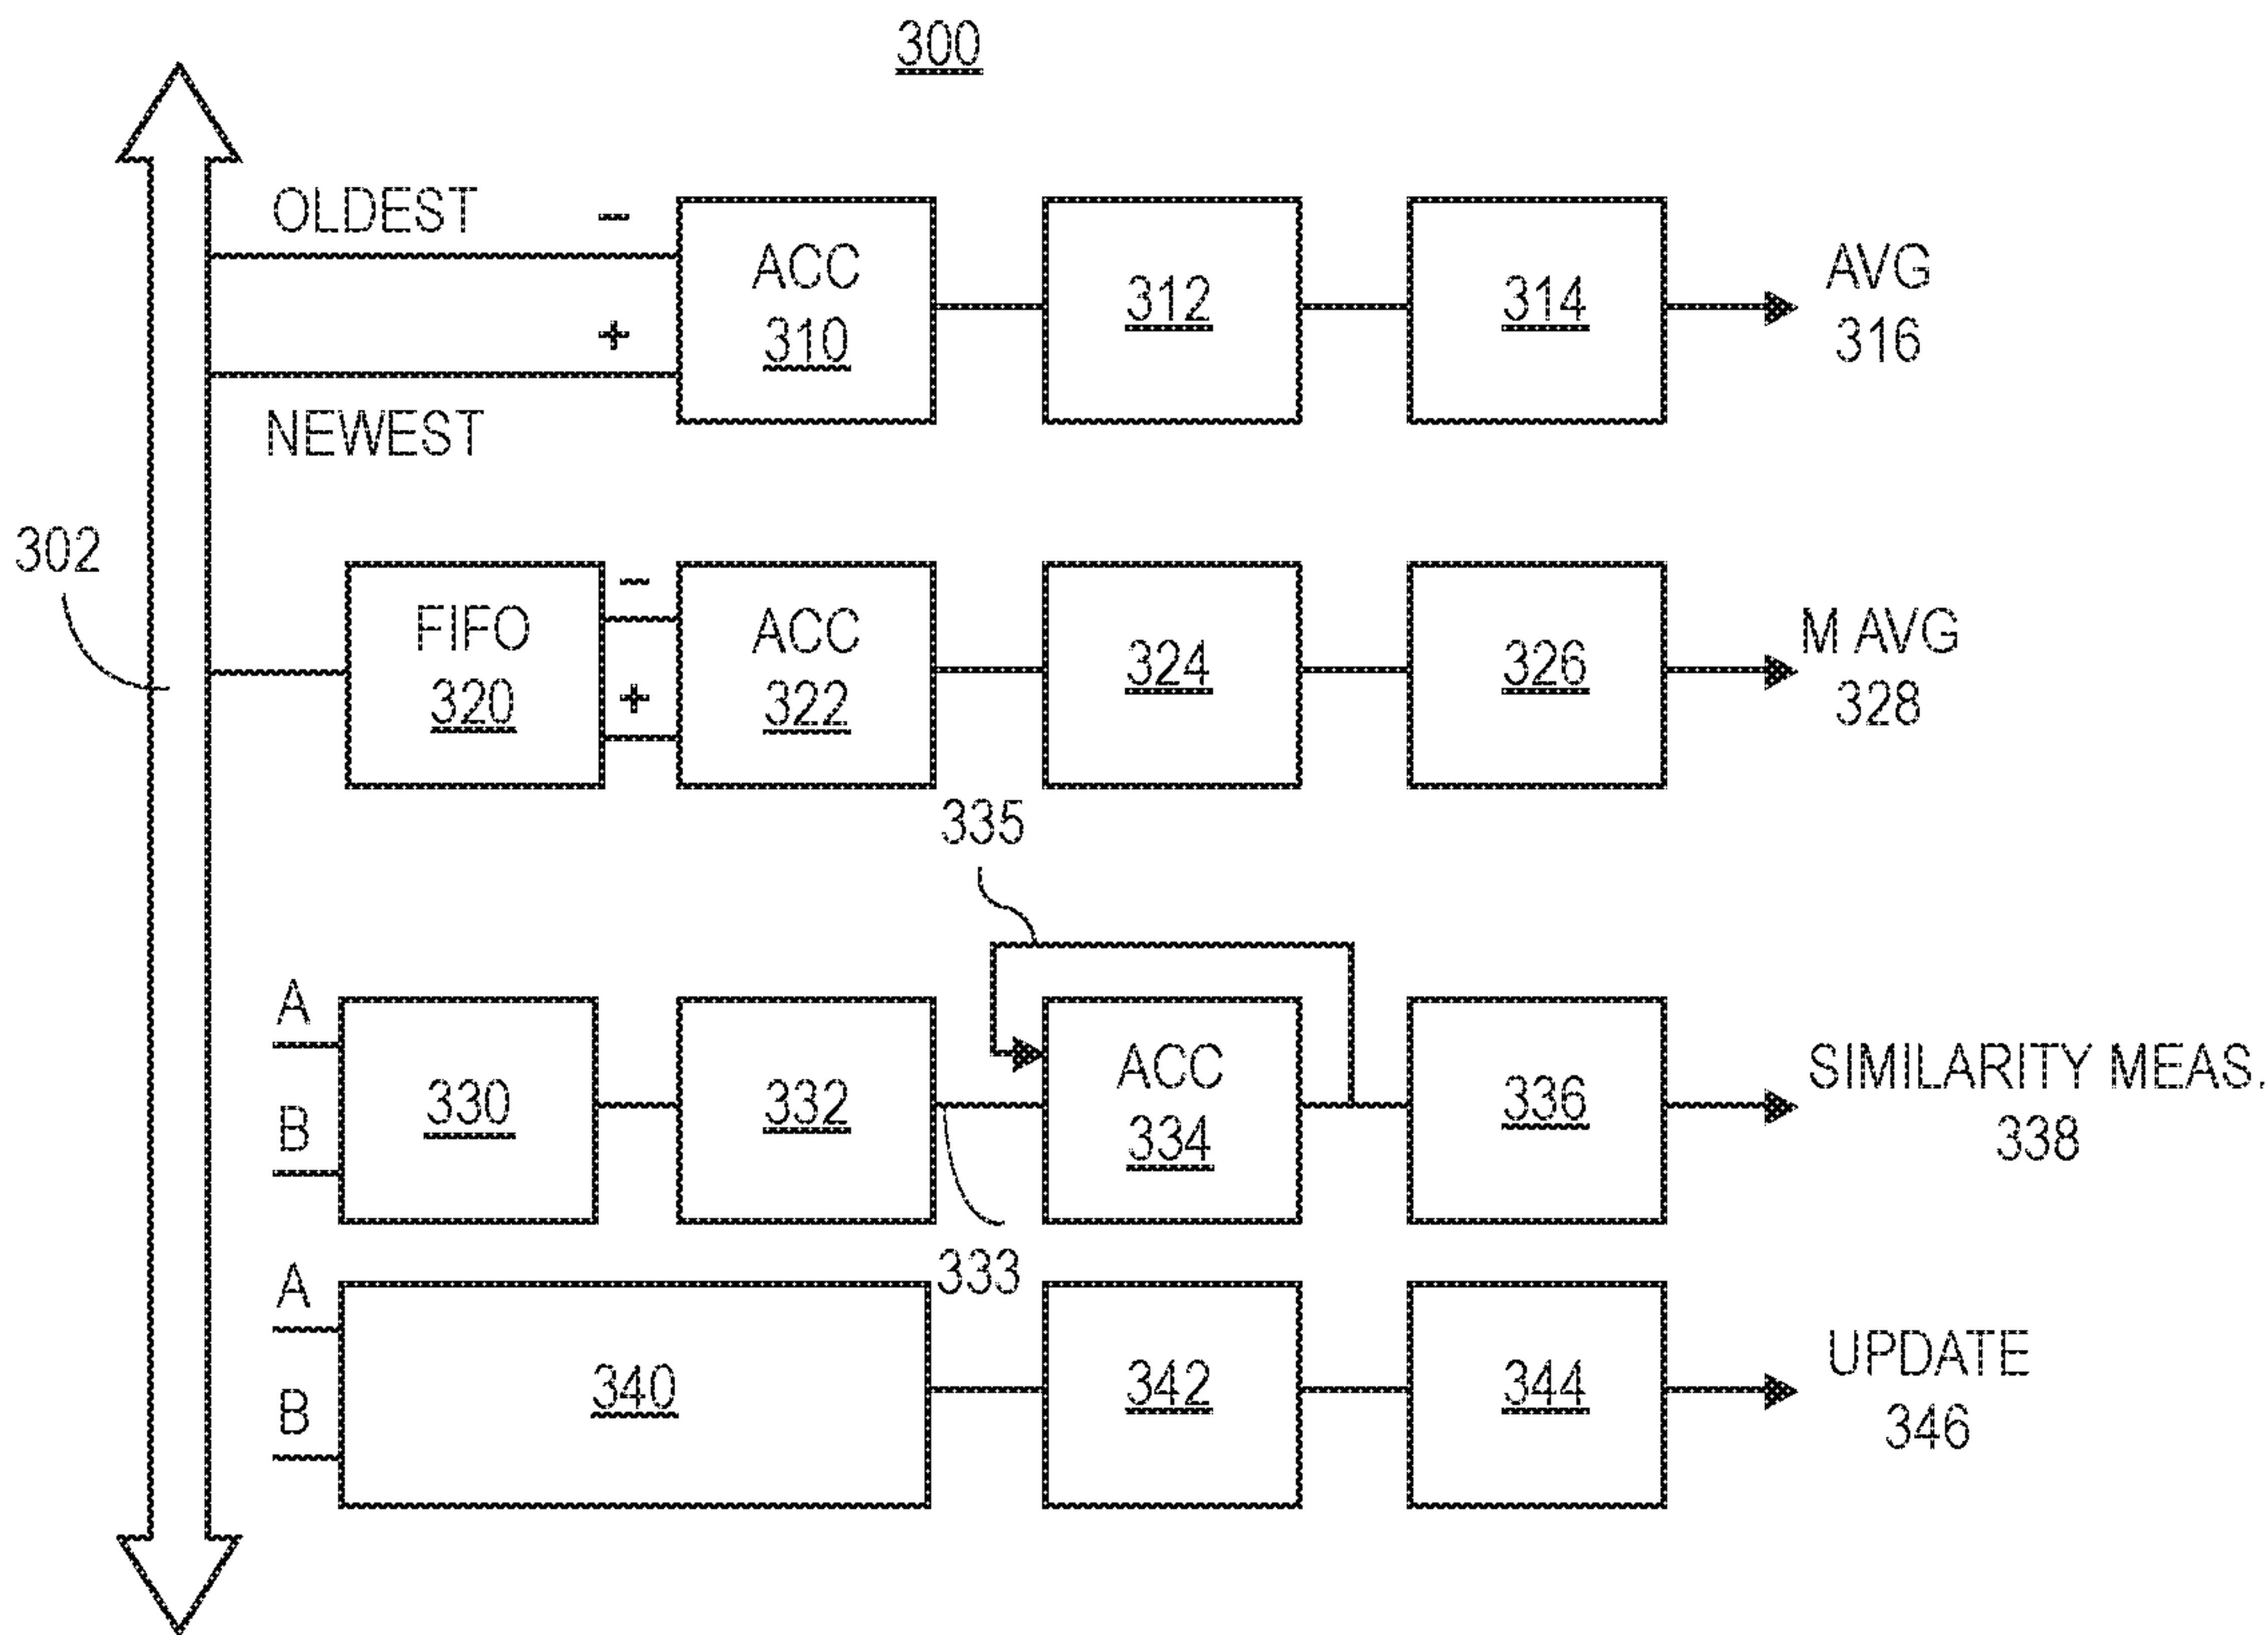 300
OLDEST
−
ACC
310
312
314
AVG
316
+
NEWEST
302
FIFO
320
−
+
ACC
322
324
326
M AVG
328
335
A
B
330
332
333
ACC
334
336
SIMILARITY MEAS.
338
A
B
340
342
344
UPDATE
346